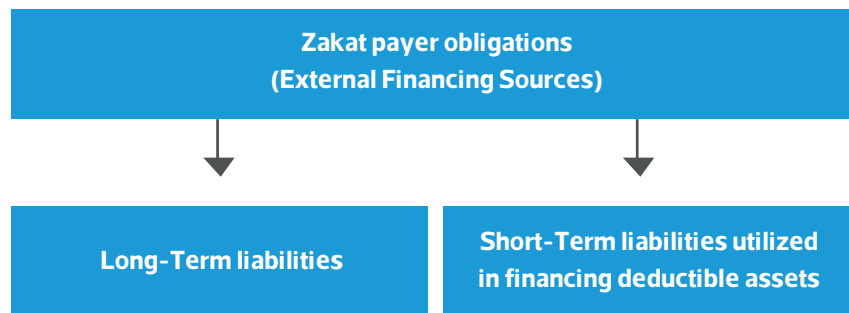 Zakat payer obligations
(External Financing Sources)
Long-Term liabilities
Short-Term liabilities utilized
in financing deductible assets